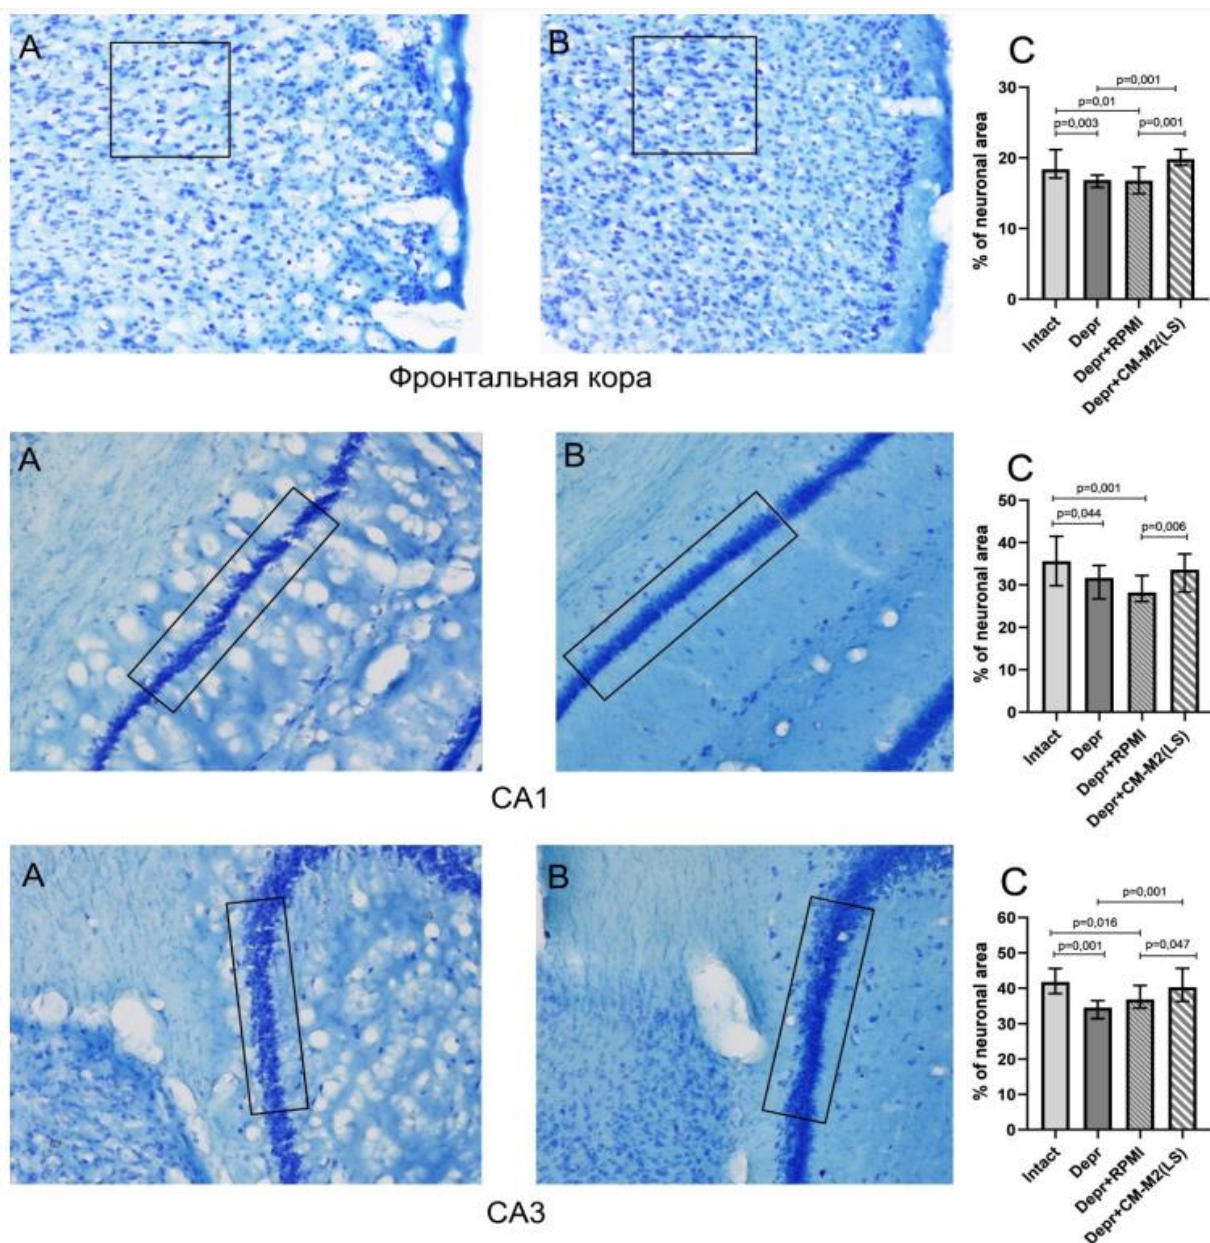 A
B
C
30
20
10
0
% of neuronal area
p=0,001
p=0,01
p=0,003
p=0,001
Intact
Depr
Depr+RPMI
Depr+CM-M2(LS)
Фронтальная кора
A
B
C
50
40
30
20
10
0
% of neuronal area
p=0,001
p=0,044
p=0,006
Intact
Depr
Depr+RPMI
Depr+CM-M2(LS)
CA1
A
B
C
60
50
40
30
20
10
0
% of neuronal area
p=0,001
p=0,016
p=0,001
p=0,047
Intact
Depr
Depr+RPMI
Depr+CM-M2(LS)
CA3